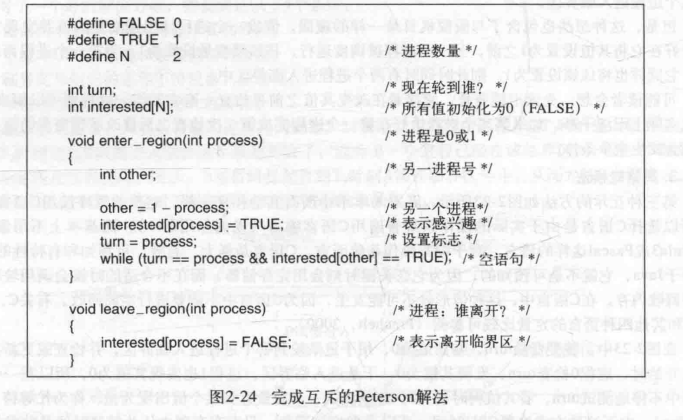 #define FALSE 0
#define TRUE 1
#define N 2 /* 进程数量 */
int turn; /* 现在轮到谁？ */
int interested[N]; /* 所有值初始化为0 (FALSE) */
void enter_region(int process) /* 进程是0或1 */
{
int other; /* 另一进程号 */
other = 1 – process; /* 另一个进程 */
interested[process] = TRUE; /* 表示感兴趣 */
turn = process; /* 设置标志 */
while (turn == process && interested[other] == TRUE); /* 空语句 */
}
void leave_region(int process) /* 进程：谁离开？ */
{
interested[process] = FALSE; /* 表示离开临界区 */
}
图2-24 完成互斥的Peterson解法